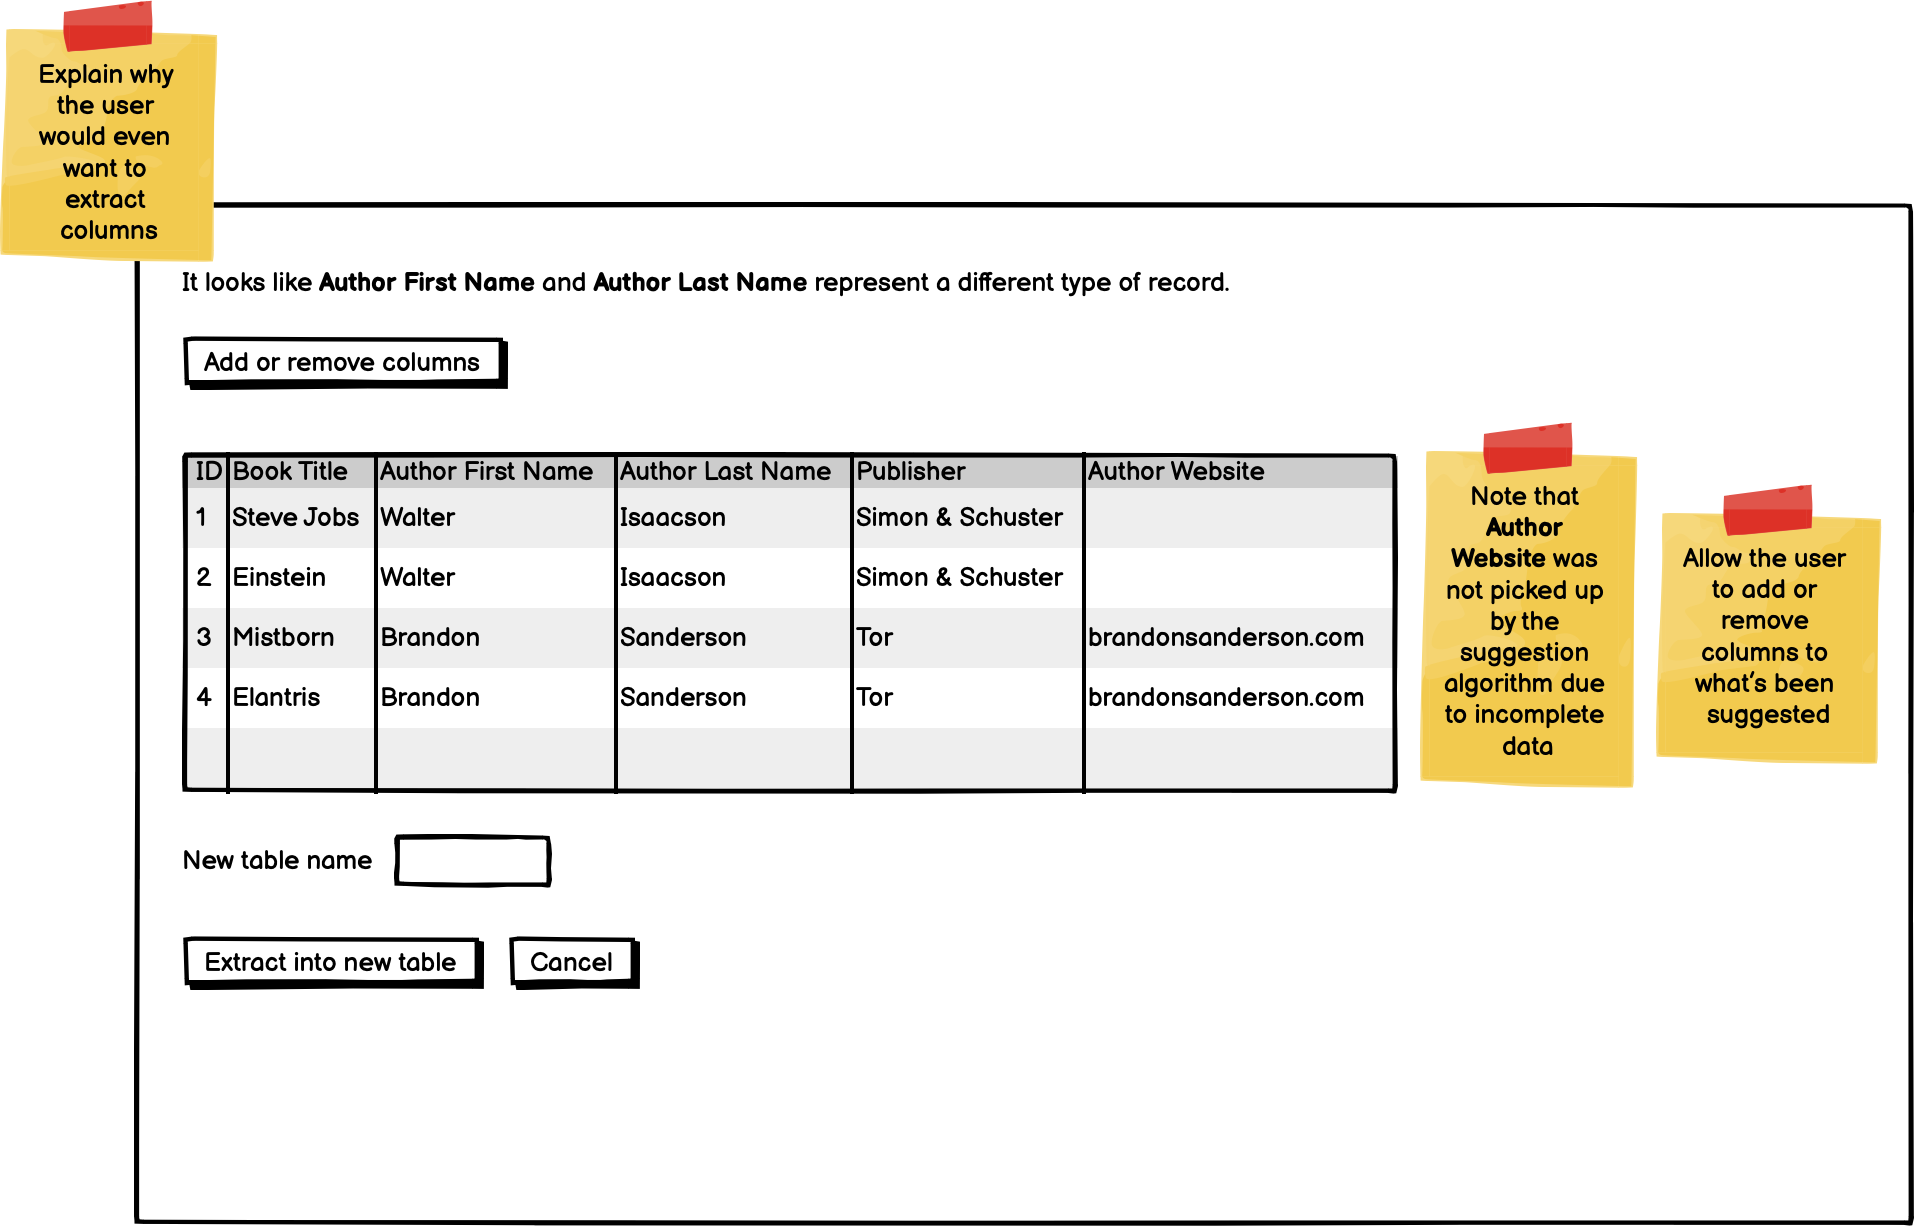 Explain why
the user
would even
want to
extract
columns
It looks like Author First Name and Author Last Name represent a different type of record.
Add or remove columns
ID Book Title Author First Name Author Last Name Publisher Author Website
1 Steve Jobs Walter Isaacson Simon & Schuster
2 Einstein Walter Isaacson Simon & Schuster
3 Mistborn Brandon Sanderson Tor brandonsanderson.com
4 Elantris Brandon Sanderson Tor brandonsanderson.com
Note that
Author
Website was
not picked up
by the
suggestion
algorithm due
to incomplete
data
Allow the user
to add or
remove
columns to
what's been
suggested
New table name
Extract into new table
Cancel